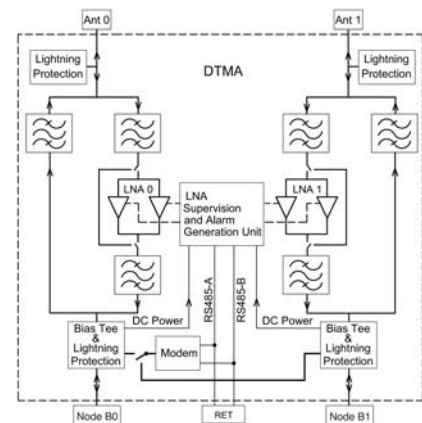 Ant 0
Ant 1
Lightning
Protection
DTMA
Lightning
Protection
LNA 0
LNA
Supervision
and Alarm
Generation Unit
LNA 1
DC Power
RS485-A
RS485-B
DC Power
Bias Tee
&
Lightning
Protection
Modem
Bias Tee
&
Lightning
Protection
Node B0
RET
Node B1